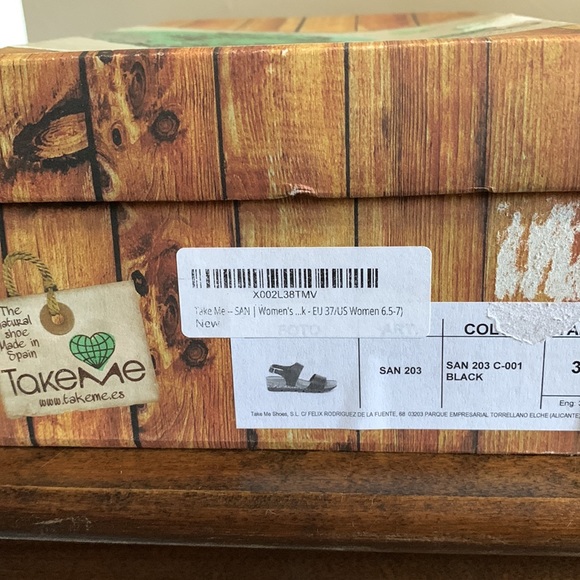 X002L38TMV
Take Me – SAN | Women's ...k - EU 37/US Women 6.5-7)
New
FOTO
ART.
COL
TA
SAN 203
SAN 203 C-001
BLACK
3
Eng:
Take Me Shoes, S.L. C/ FELIX RODRIGUEZ DE LA FUENTE, 68 03203 PARQUE EMPRESARIAL TORRELLANO ELCHE (ALICANTE
The
natural
shoe
Made in
Spain
TAKEME
www.takeme.es